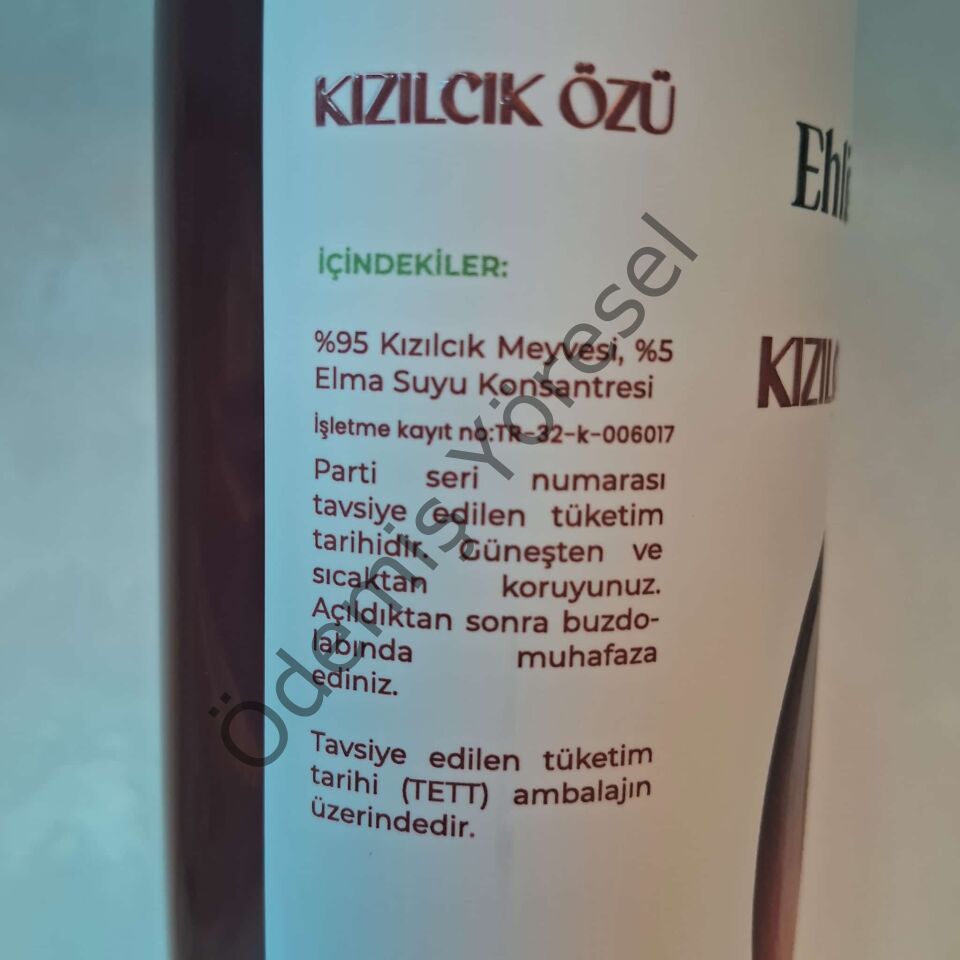 KIZILCIK ÖZÜ
İÇİNDEKİLER:
%95 Kızılcık Meyvesi, %5
Elma Suyu Konsantresi
İşletme kayıt no:TR-32-k-006017
Parti seri numarası
tavsiye edilen tüketim
tarihidir. Güneşten ve
sıcaktan koruyunuz.
Açıldıktan sonra buzdo-
labında muhafaza
ediniz.
Tavsiye edilen tüketim
tarihi (TETT) ambalajın
üzerindedir.
Ödemiş Yöresel